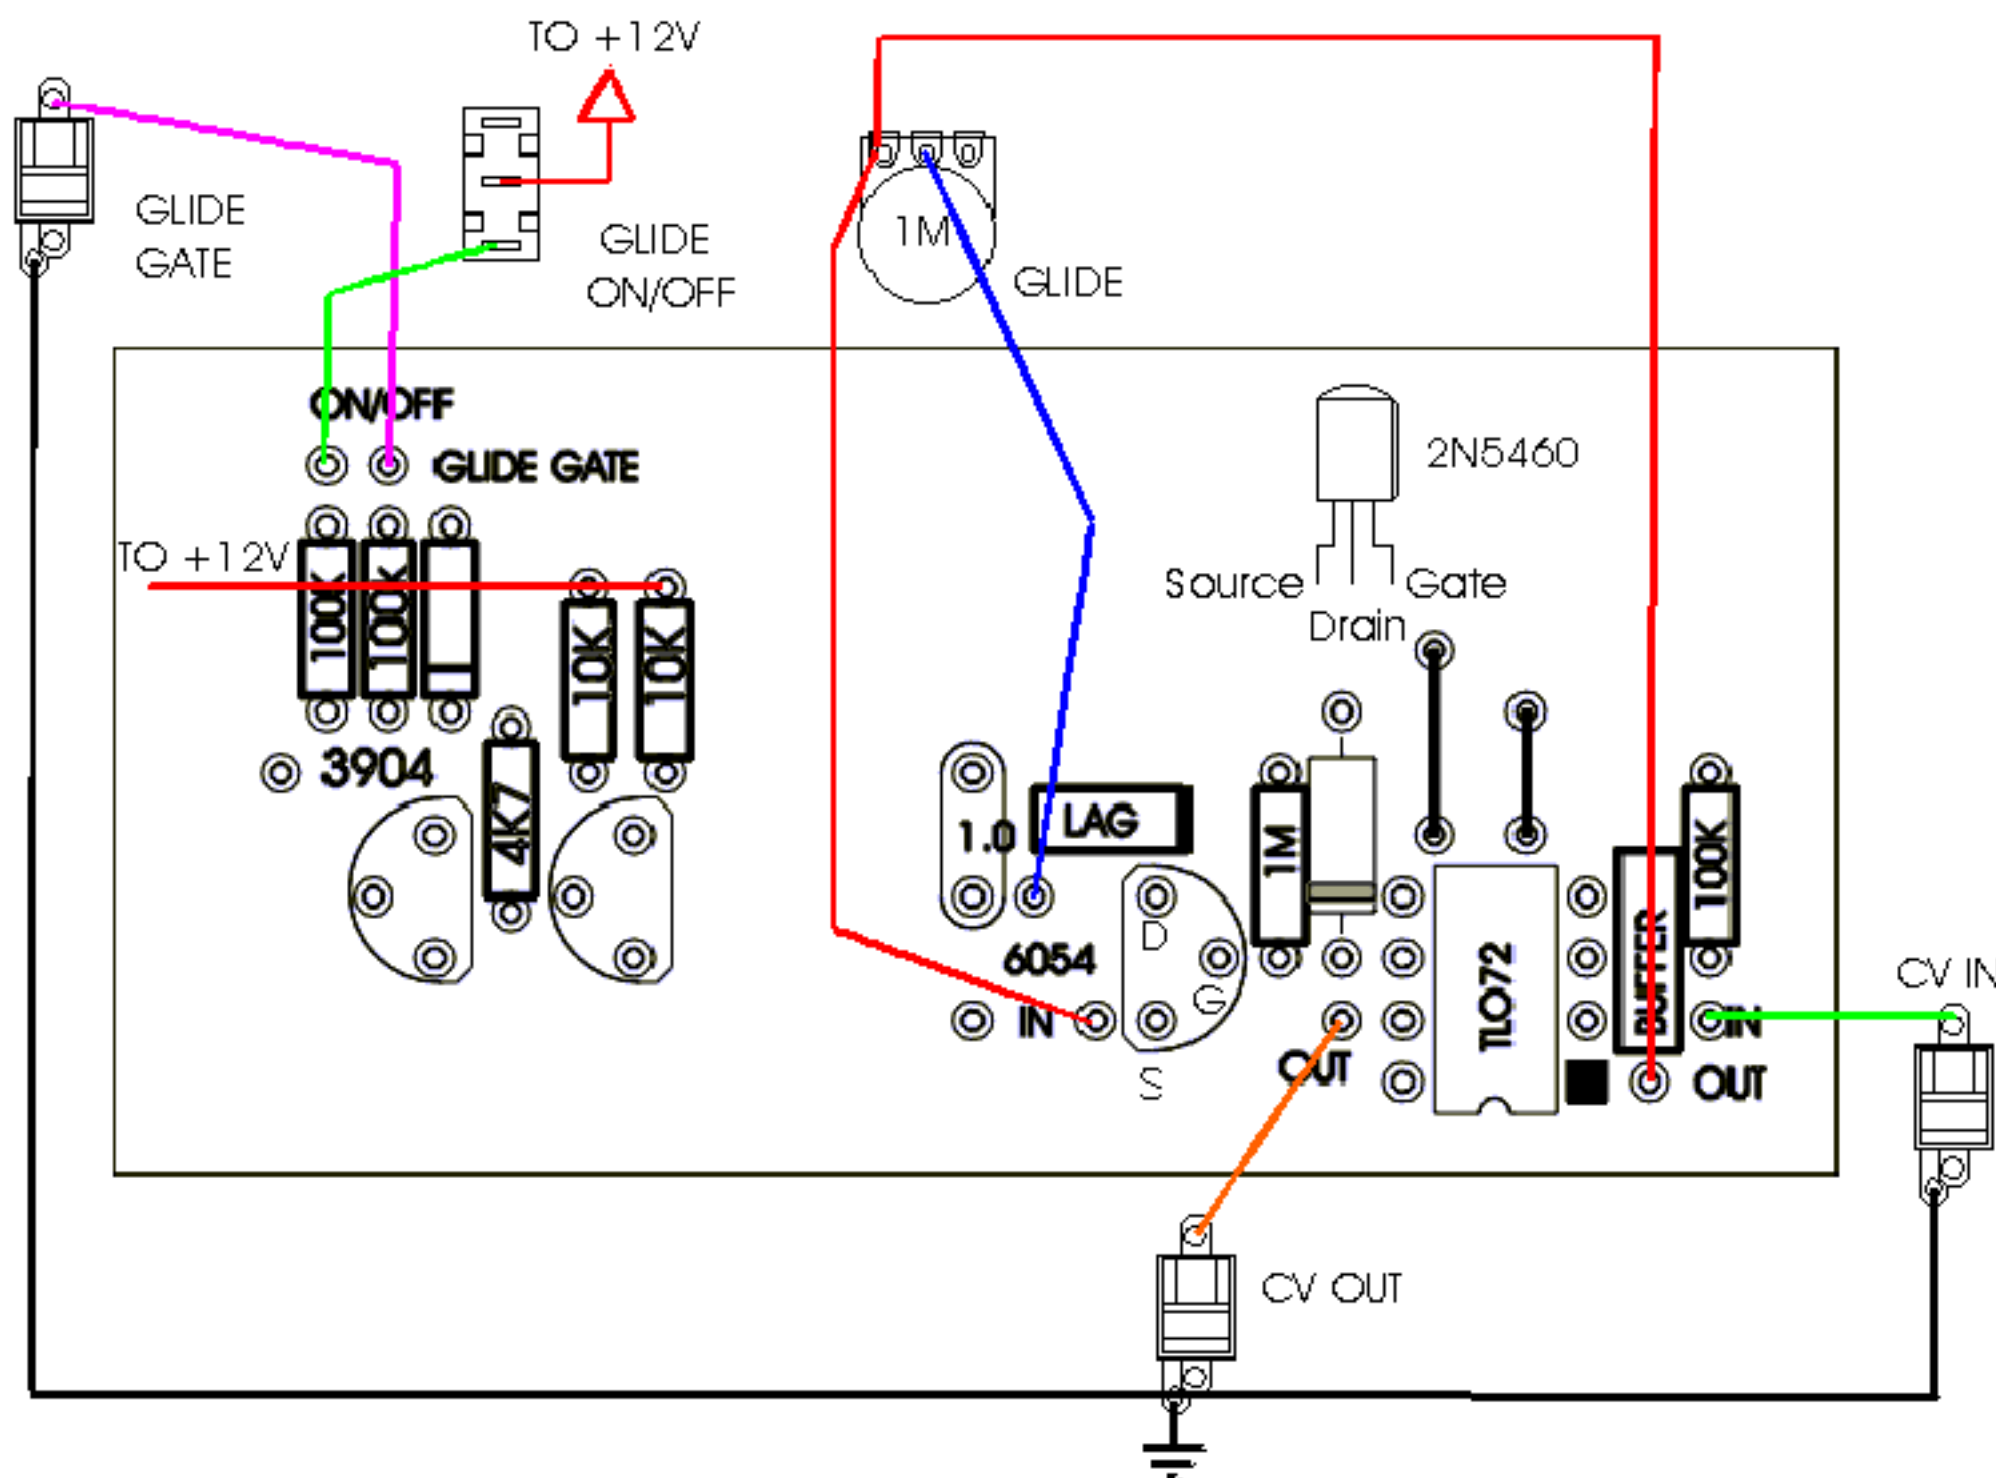 TO +12V
GLIDE
GATE
GLIDE
ON/OFF
1M
GLIDE
ON/OFF
GLIDE GATE
2N5460
TO +12V
Source
Gate
Drain
100K
100K
10K
10K
3904
4K7
1.0
LAG
1M
100K
D
6054
G
TLO72
BUFFER
CV IN
IN
IN
OUT
S
OUT
CV OUT